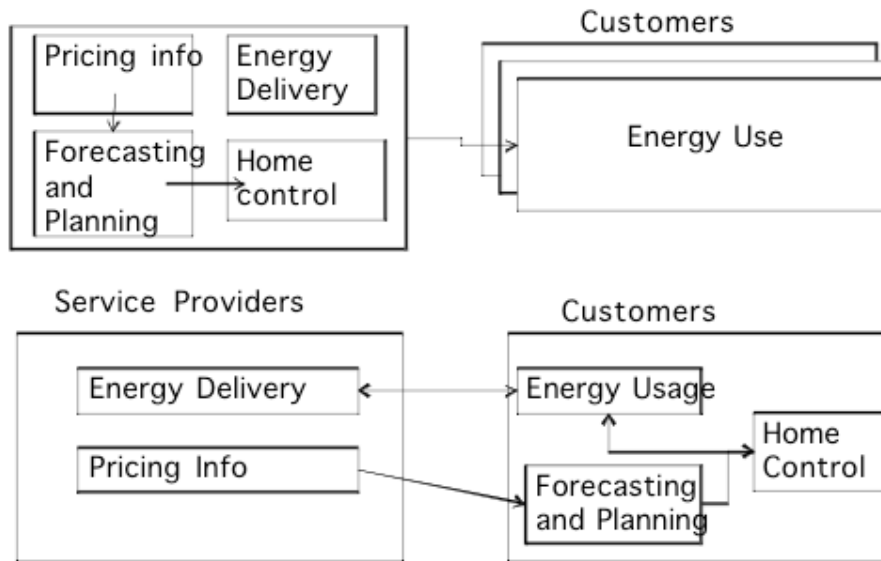 Customers
Pricing info
Energy
Delivery
Forecasting
and
Planning
Home
control
Energy Use
Service Providers
Customers
Energy Delivery
Pricing Info
Energy Usage
Forecasting
and Planning
Home
Control